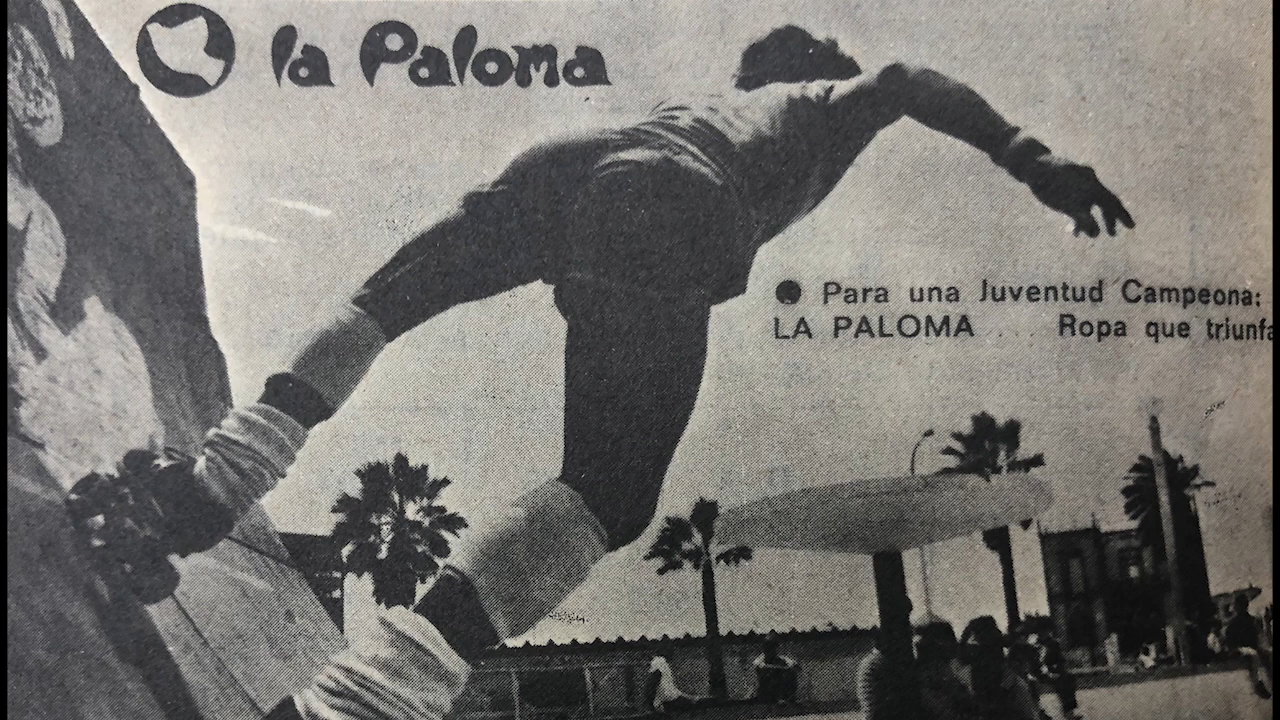 la Paloma
● Para una Juventud Campeona:
LA PALOMA .... Ropa que triunfa